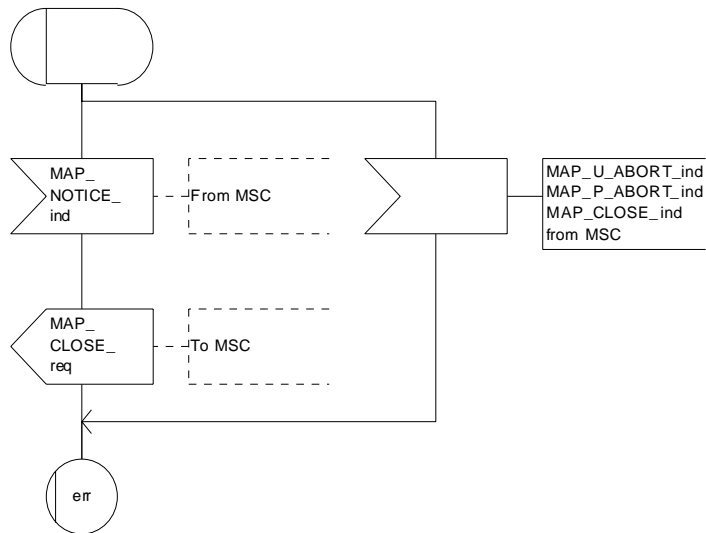 MAP_
NOTICE_
ind
From MSC
MAP_U_ABORT_ind
MAP_P_ABORT_ind
MAP_CLOSE_ind
from MSC
MAP_
CLOSE_
req
To MSC
err